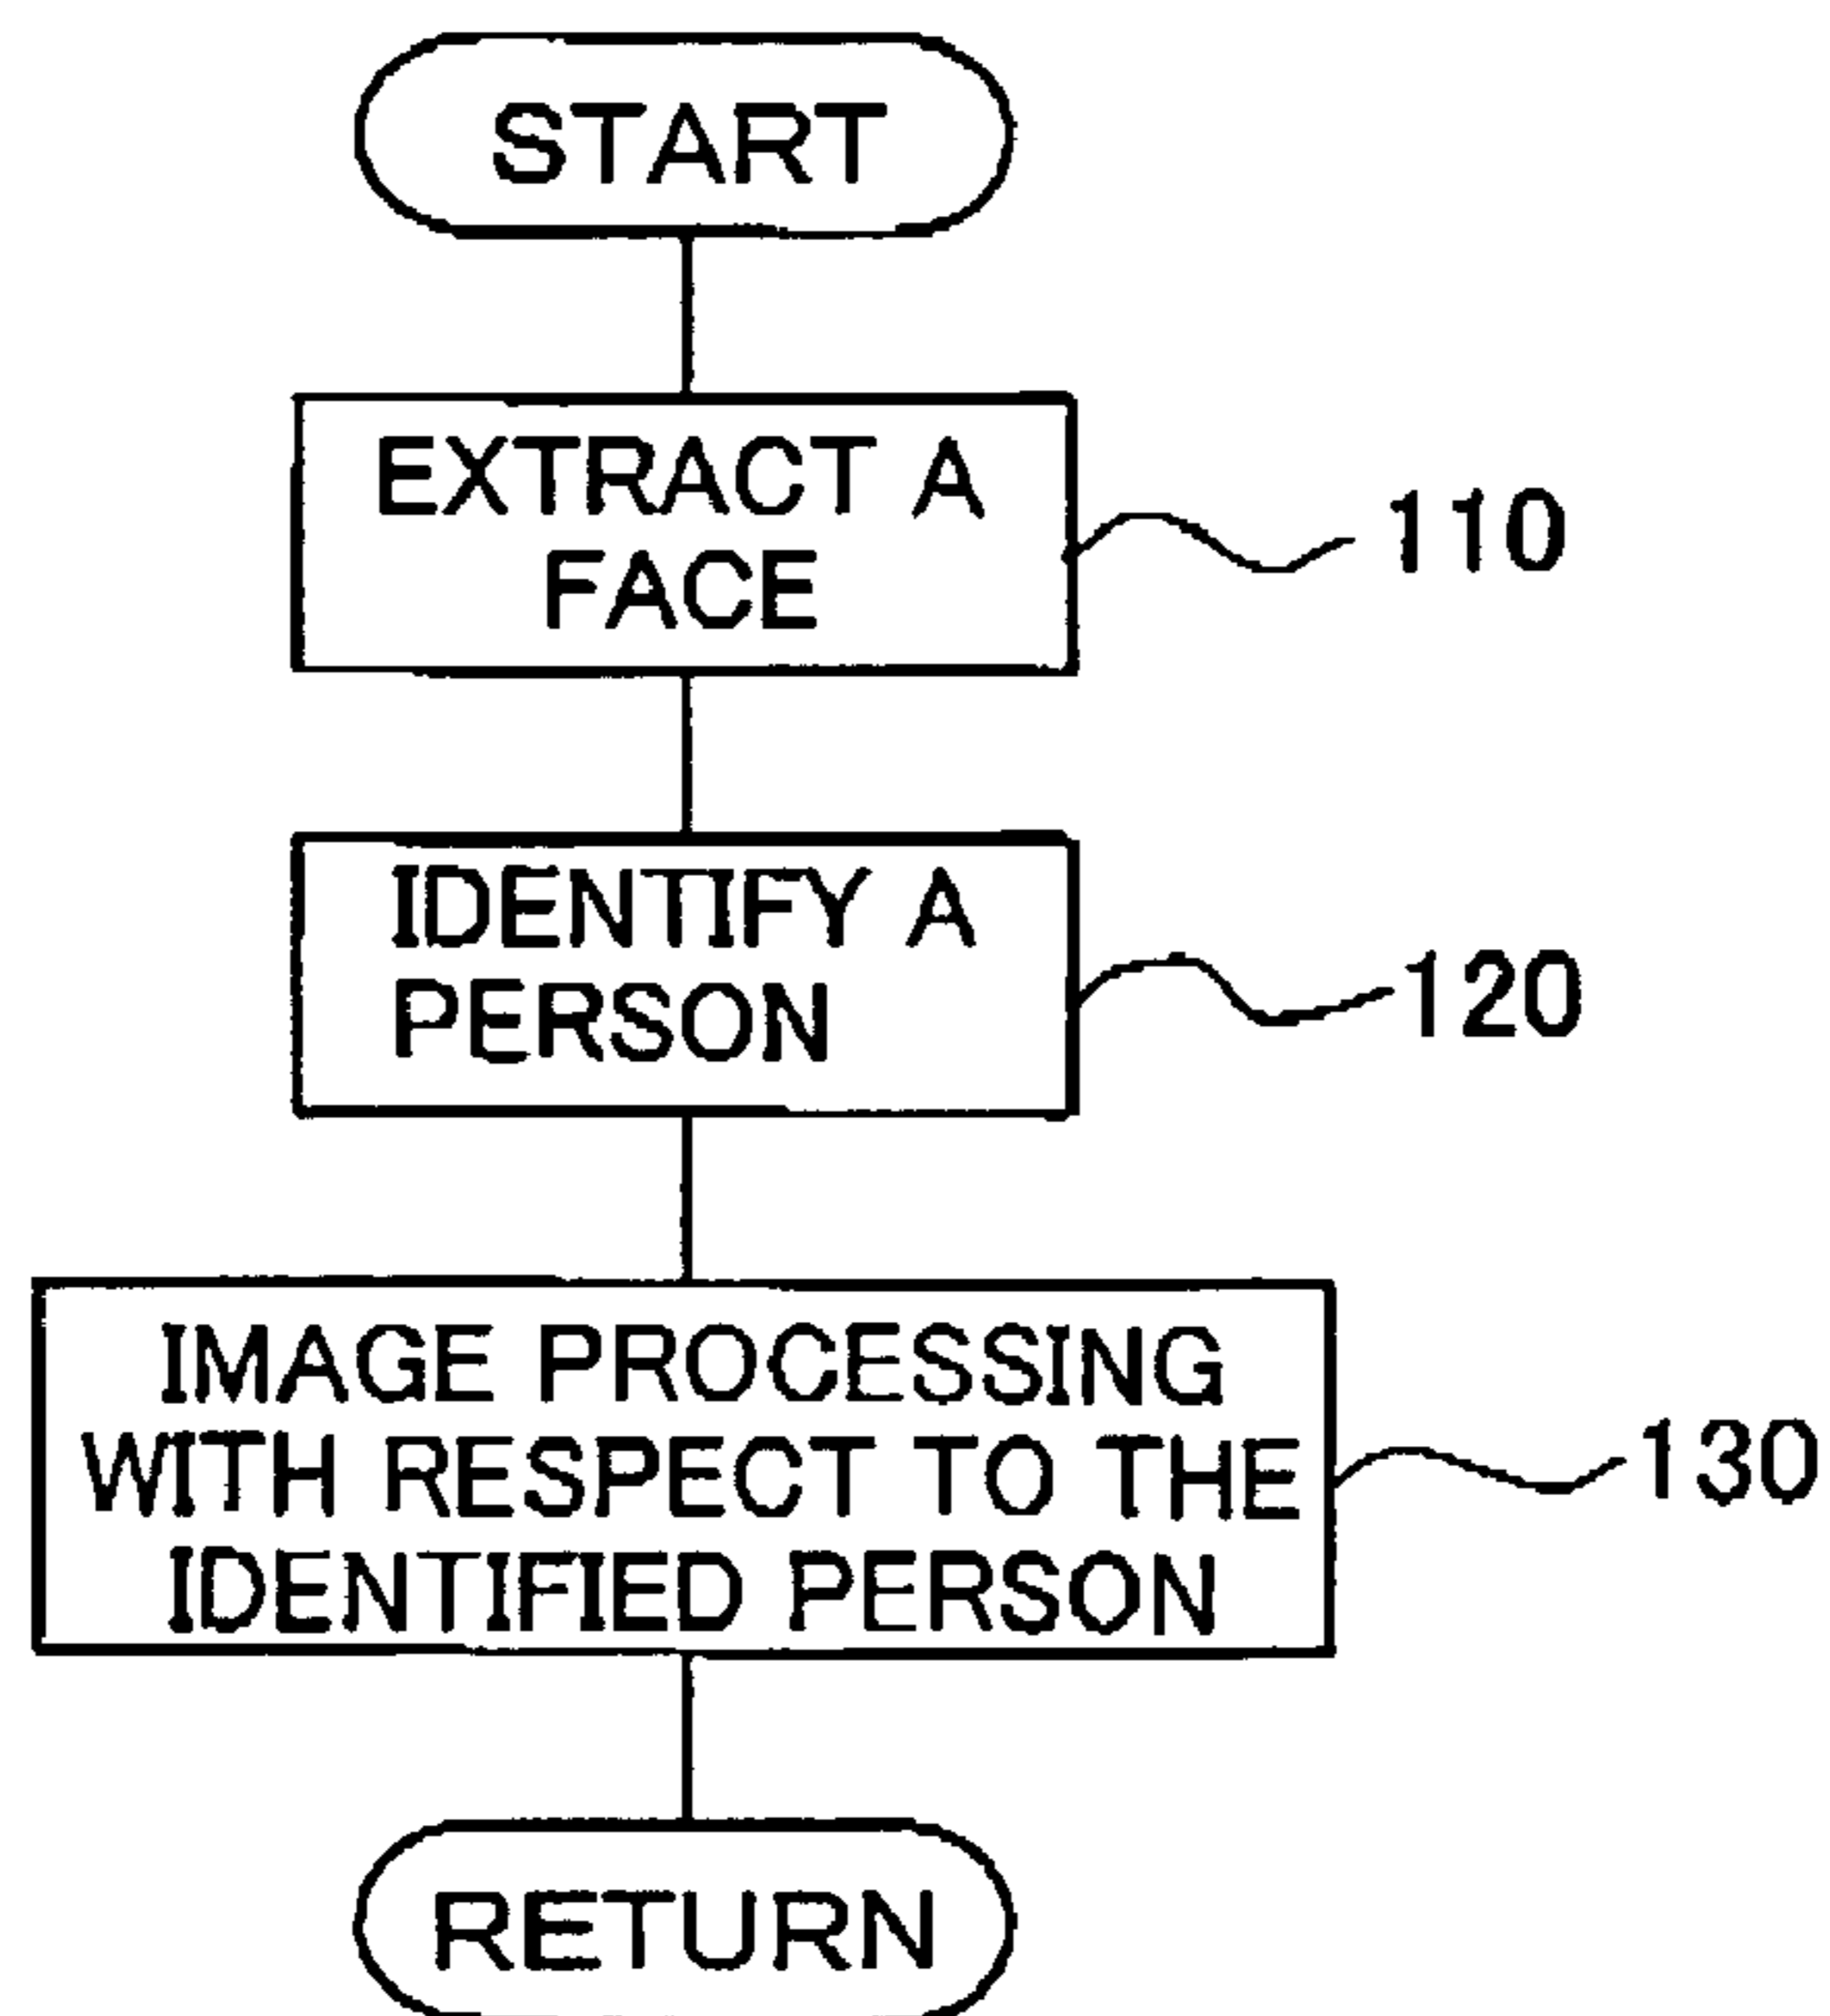 START
EXTRACT A
FACE
110
IDENTIFY A
PERSON
120
IMAGE PROCESSING
WITH RESPECT TO THE
IDENTIFIED PERSON
130
RETURN